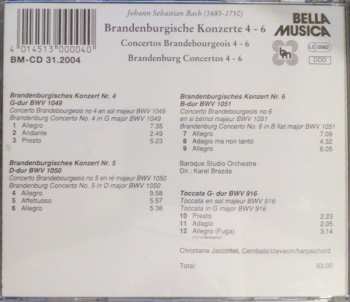 Johann Sebastian Bach (1685-1750)
Brandenburgische Konzerte 4 - 6
Concertos Brandebourgeois 4 - 6
Brandenburg Concertos 4 - 6
BELLA
MUSICA
LC 0982
DDD
4 014513 000040
BM-CD 31.2004
Brandenburgisches Konzert Nr. 4
G-dur BWV 1049
Concerto Brandebourgeois no 4 en sol majeur BWV 1049
Brandenburg Concerto No. 4 in G major BWV 1049
1 Allegro 7.35
2 Andante 2.49
3 Presto 5.23
Brandenburgisches Konzert Nr. 5
D-dur BWV 1050
Concerto Brandebourgeois no 5 en re majeur BWV 1050
Brandenburg Concerto No. 5 in D major BWV 1050
4 Allegro 9.58
5 Affettuoso 5.57
6 Allegro 5.36
Brandenburgisches Konzert Nr. 6
B-dur BWV 1051
Concerto Brandebourgeois no 6
en si bémol majeur BWV 1051
Brandenburg Concerto No. 6 in B flat major BWV 1051
7 Allegro 7.09
8 Adagio me non tanto 4.32
9 Allegro 6.05
Baroque Studio Orchestre
Dir.: Karel Brazda
Toccata G- dur BWV 916
Toccata en sol majeur BWV 916
Toccata in G major BWV 916
10 Presto 2.23
11 Adagio 2.05
12 Allegro (Fuga) 3.14
Christiane Jaccottet, Cembalo/clavecin/harpsichord
Total: 63.00